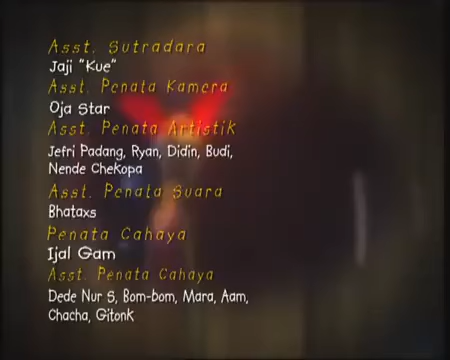 Asst. Sutradara
Jaji "Kue"
Asst. Penata Kamera
Oja Star
Asst. Penata Artistik
Jefri Padang, Ryan, Didin, Budi,
Nende Chekopa
Asst. Penata Suara
Bhataxs
Penata Cahaya
Ijal Gam
Asst. Penata Cahaya
Dede Nur S, Bom-bom, Mara, Aam,
Chacha, Gitonk